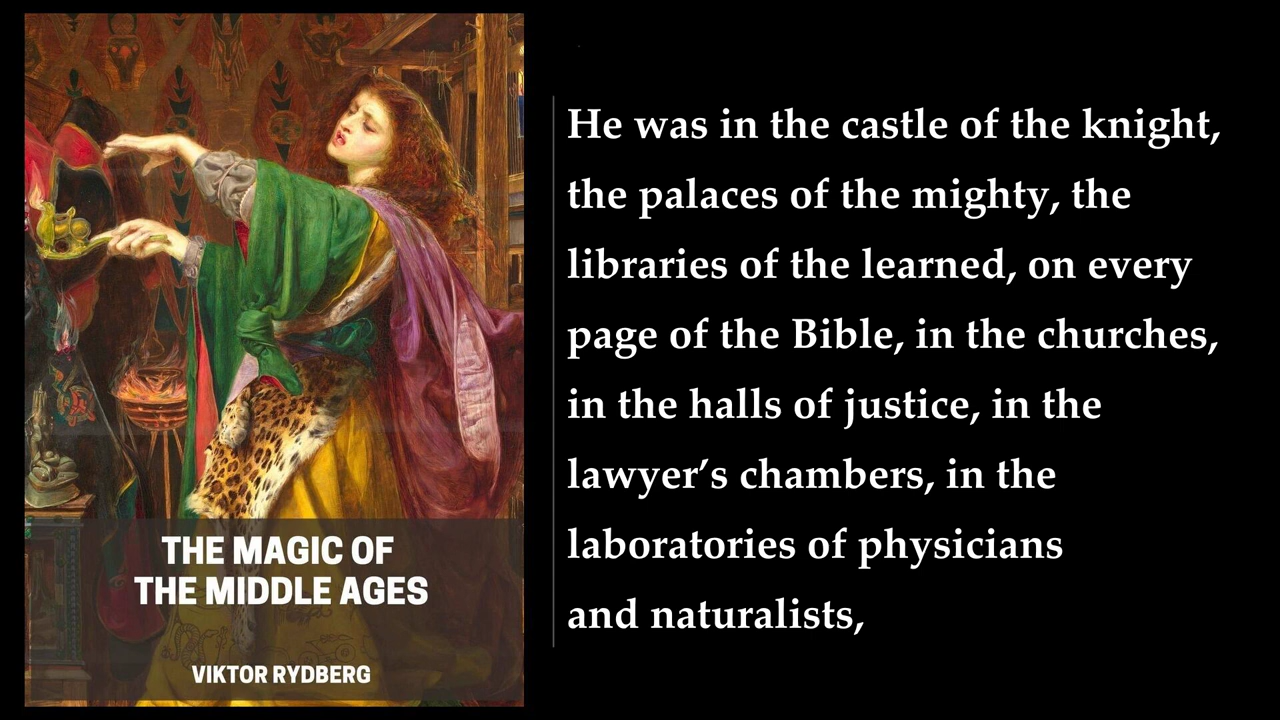 THE MAGIC OF
THE MIDDLE AGES
VIKTOR RYDBERG
He was in the castle of the knight,
the palaces of the mighty, the
libraries of the learned, on every
page of the Bible, in the churches,
in the halls of justice, in the
lawyer’s chambers, in the
laboratories of physicians
and naturalists,